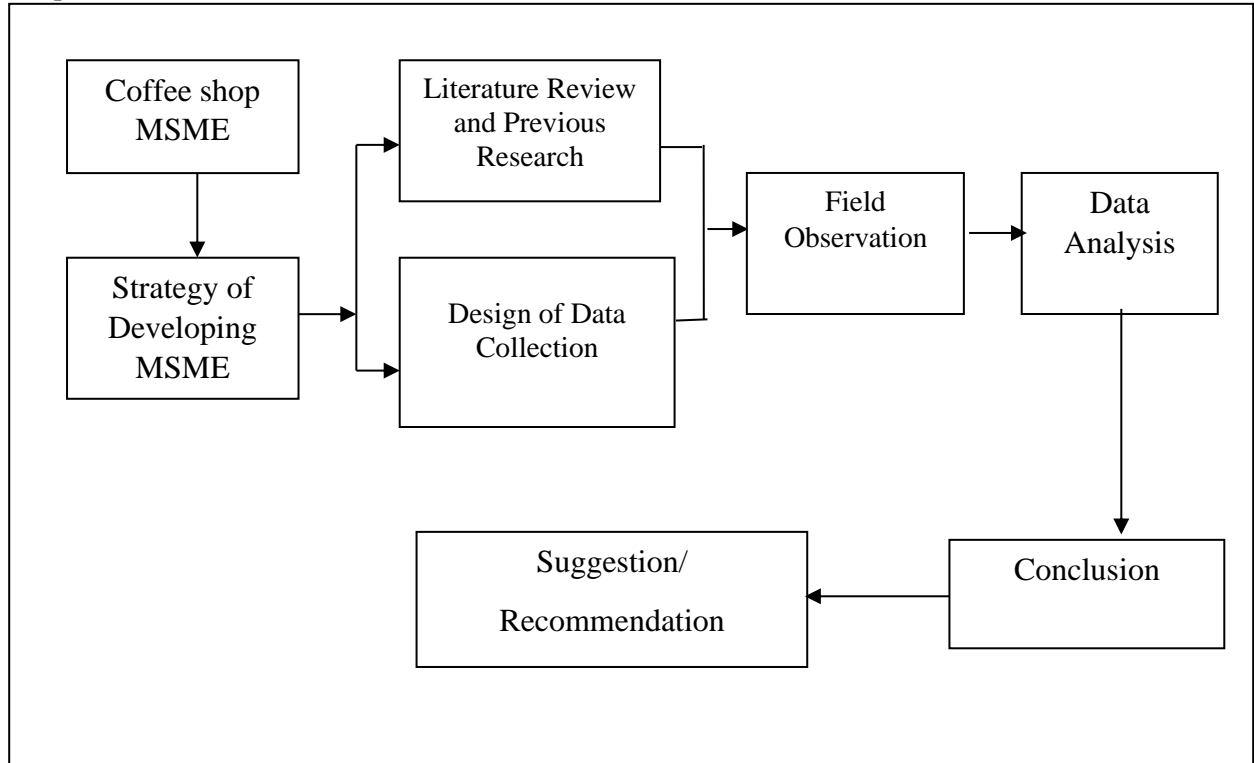 Coffee shop
MSME
Strategy of
Developing
MSME
Literature Review
and Previous
Research
Design of Data
Collection
Field
Observation
Data
Analysis
Conclusion
Suggestion/
Recommendation